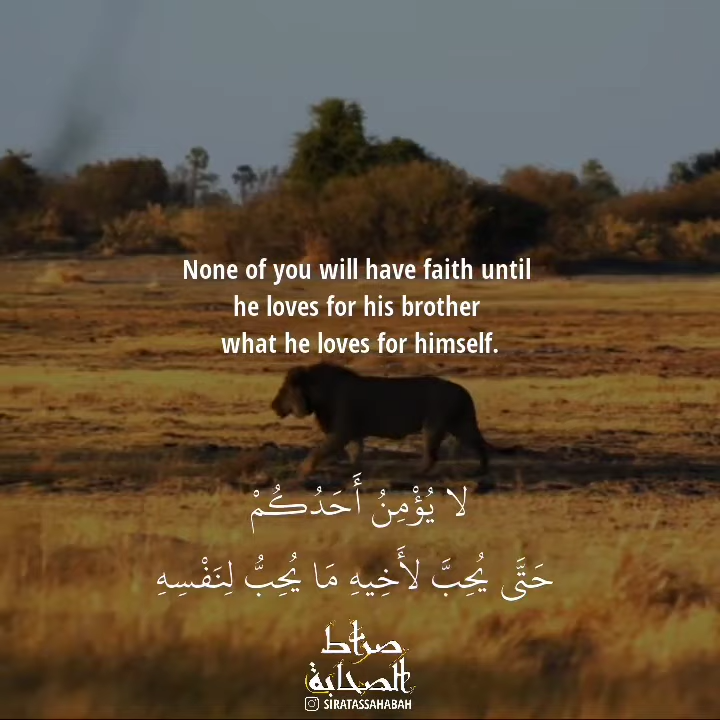 None of you will have faith until
he loves for his brother
what he loves for himself.
لا يُؤْمِنُ أَحَدُكُمْ
حَتَّى يُحِبَّ لأَخِيهِ مَا يُحِبُّ لِنَفْسِهِ
صراط
الصحابة
SIRATASSAHABAH